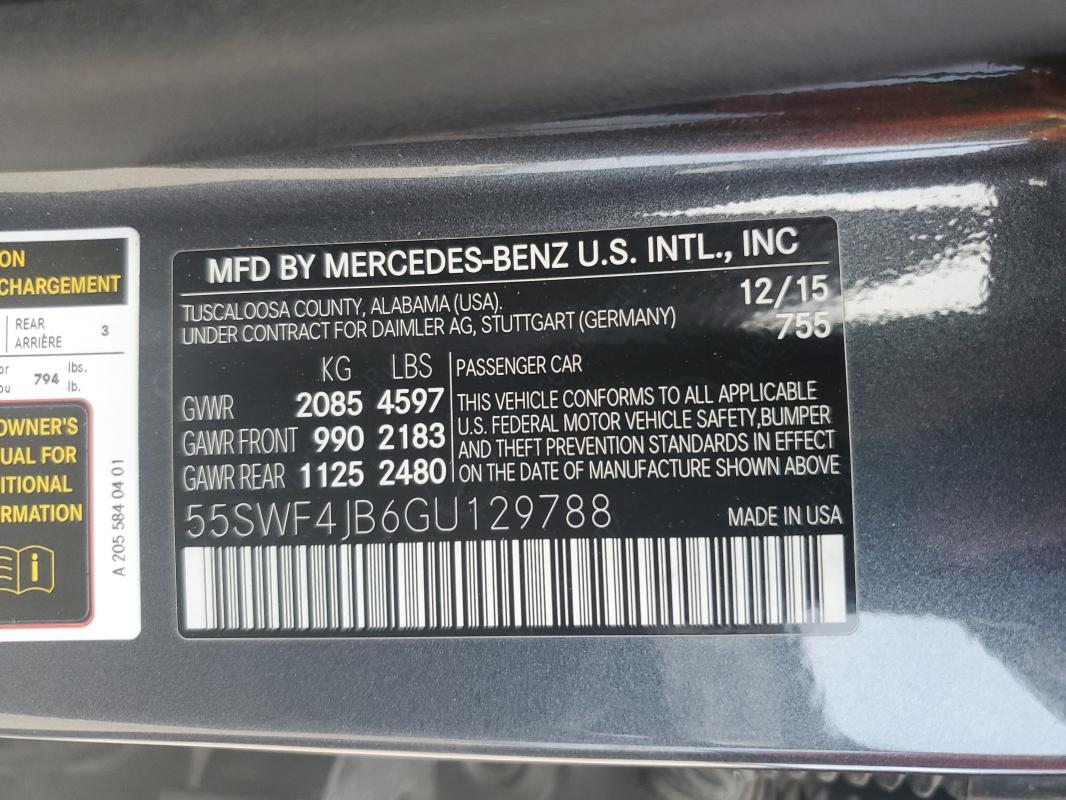 ON
CHARGEMENT
REAR 3
ARRIÈRE
or
ou 794 lbs.
lb.
OWNER'S
UAL FOR
ITIONAL
RMATION
i
A 205 584 04 01
MFD BY MERCEDES-BENZ U.S. INTL., INC
TUSCALOOSA COUNTY, ALABAMA (USA). 12/15
UNDER CONTRACT FOR DAIMLER AG, STUTTGART (GERMANY) 755
KG LBS
GVWR 2085 4597
GAWR FRONT 990 2183
GAWR REAR 1125 2480
PASSENGER CAR
THIS VEHICLE CONFORMS TO ALL APPLICABLE
U.S. FEDERAL MOTOR VEHICLE SAFETY,BUMPER
AND THEFT PREVENTION STANDARDS IN EFFECT
ON THE DATE OF MANUFACTURE SHOWN ABOVE
55SWF4JB6GU129788 MADE IN USA